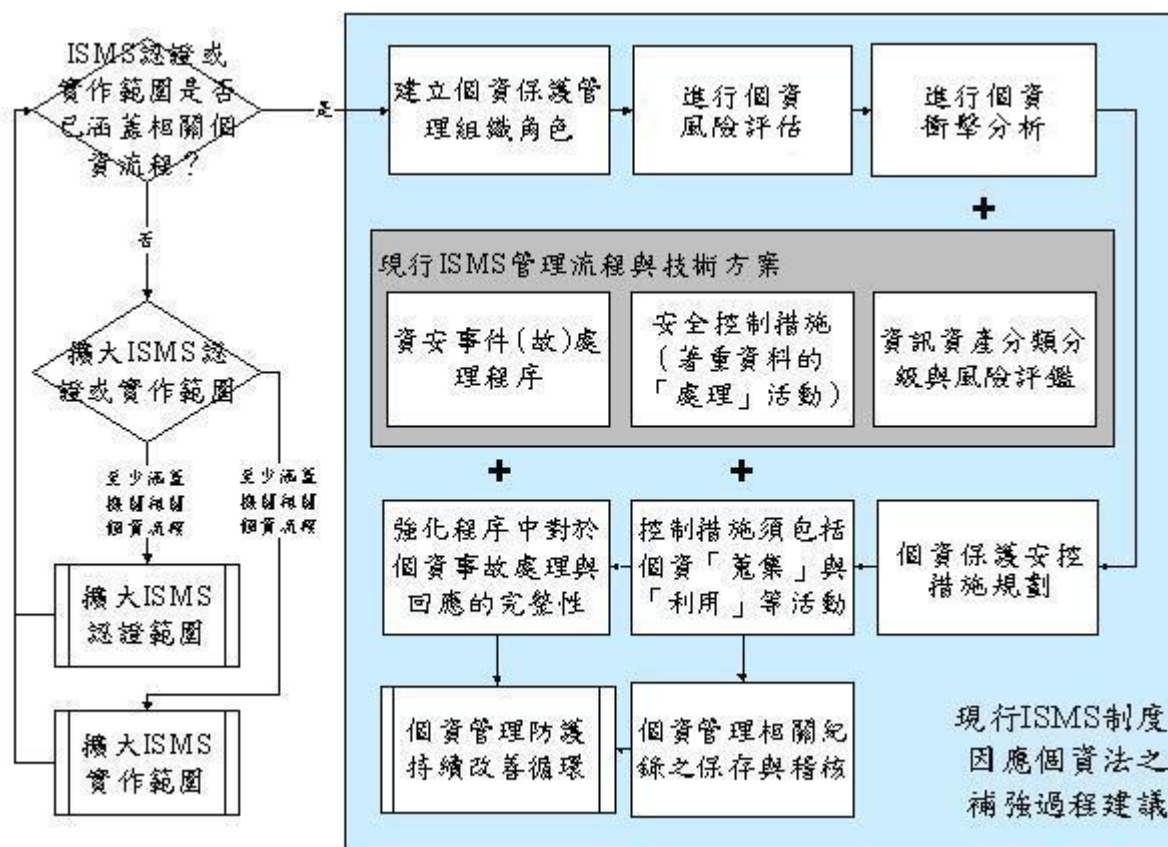 ISMS認證或
實作範圍是否
已涵蓋相關個
資流程？
是
否
擴大ISMS認
證或實作範圍
至少涵蓋
機關相關
個資流程
至少涵蓋
機關相關
個資流程
擴大ISMS
認證範圍
擴大ISMS
實作範圍
建立個資保護管
理組織角色
進行個資
風險評估
進行個資
衝擊分析
+
現行ISMS管理流程與技術方案
資安事件(故)處
理程序
安全控制措施
(著重資料的
「處理」活動)
資訊資產分類分
級與風險評鑑
+
+
強化程序中對於
個資事故處理與
回應的完整性
控制措施須包括
個資「蒐集」與
「利用」等活動
個資保護安控
措施規劃
個資管理防護
持續改善循環
個資管理相關紀
錄之保存與稽核
現行ISMS制度
因應個資法之
補強過程建議